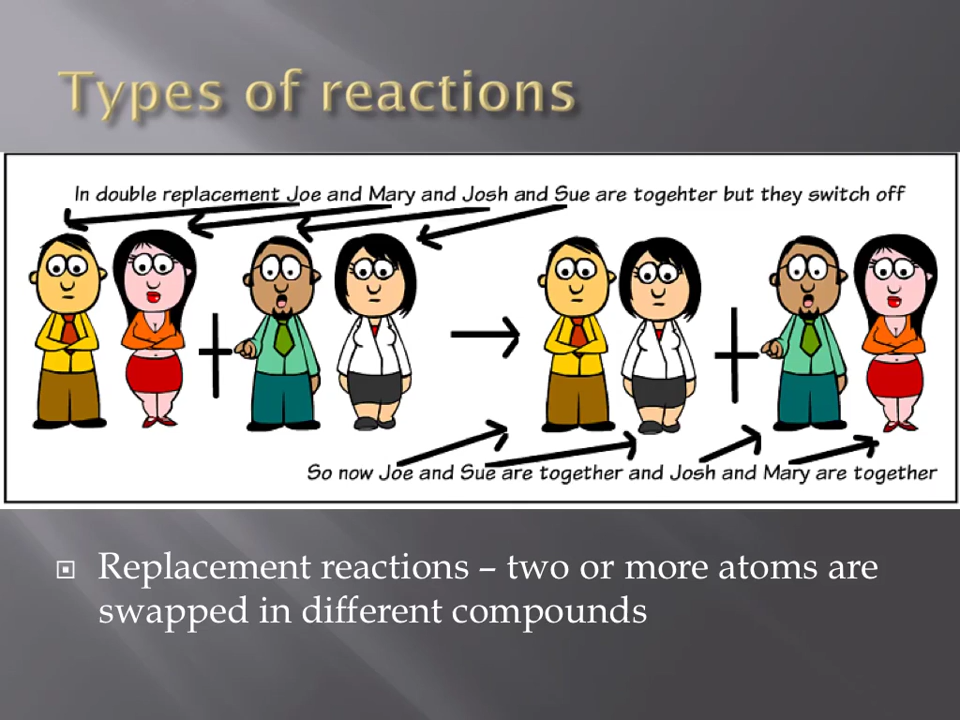 Types of reactions
In double replacement Joe and Mary and Josh and Sue are togehter but they switch off
So now Joe and Sue are together and Josh and Mary are together
Replacement reactions – two or more atoms are
swapped in different compounds